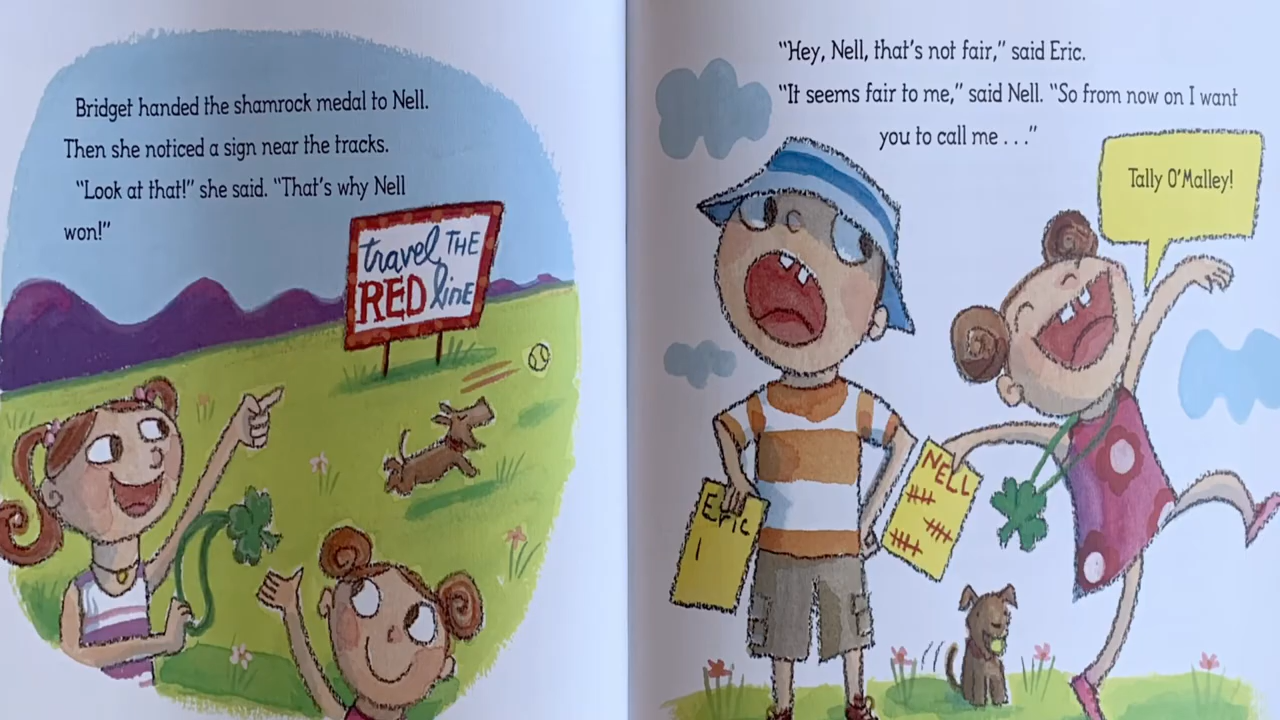 Bridget handed the shamrock medal to Nell.
Then she noticed a sign near the tracks.
"Look at that!" she said. "That's why Nell
won!"
travel THE
RED line
"Hey, Nell, that's not fair," said Eric.
"It seems fair to me," said Nell. "So from now on I want
you to call me . . ."
Tally O'Malley!
Eric
NELL